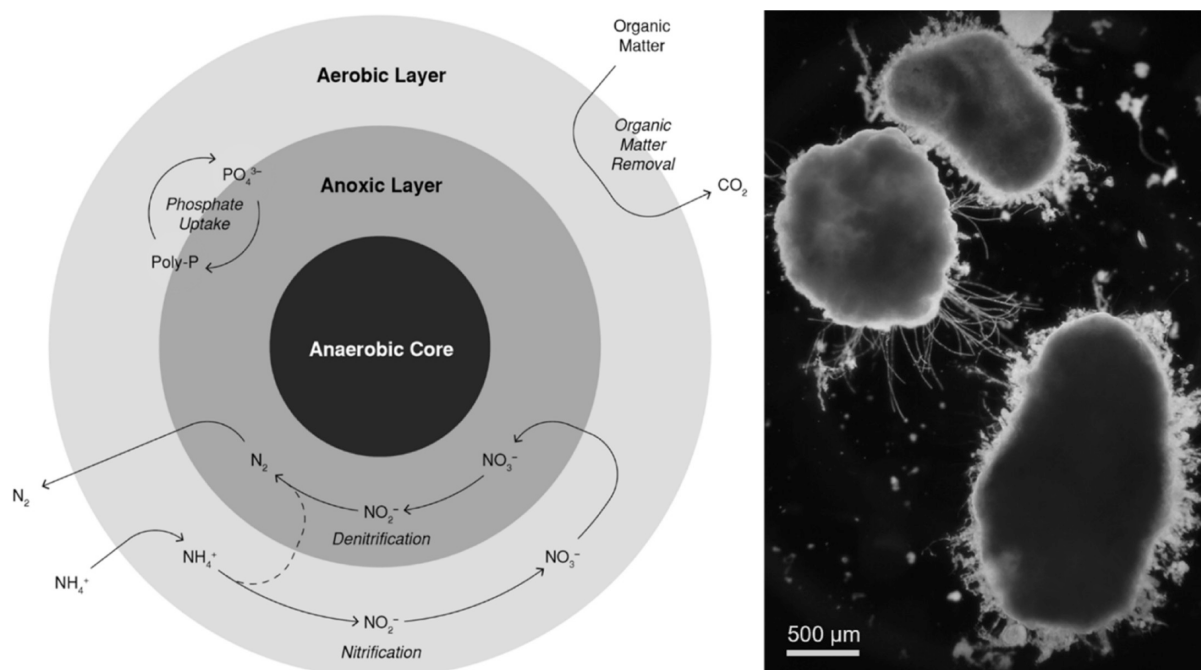 Aerobic Layer
Organic
Matter
Organic
Matter
Removal
CO₂
Anoxic Layer
PO₄³⁻
Phosphate
Uptake
Poly-P
Anaerobic Core
N₂
N₂
NO₃⁻
NO₂⁻
Denitrification
NH₄⁺
NH₄⁺
NO₃⁻
NO₂⁻
Nitrification
500 µm